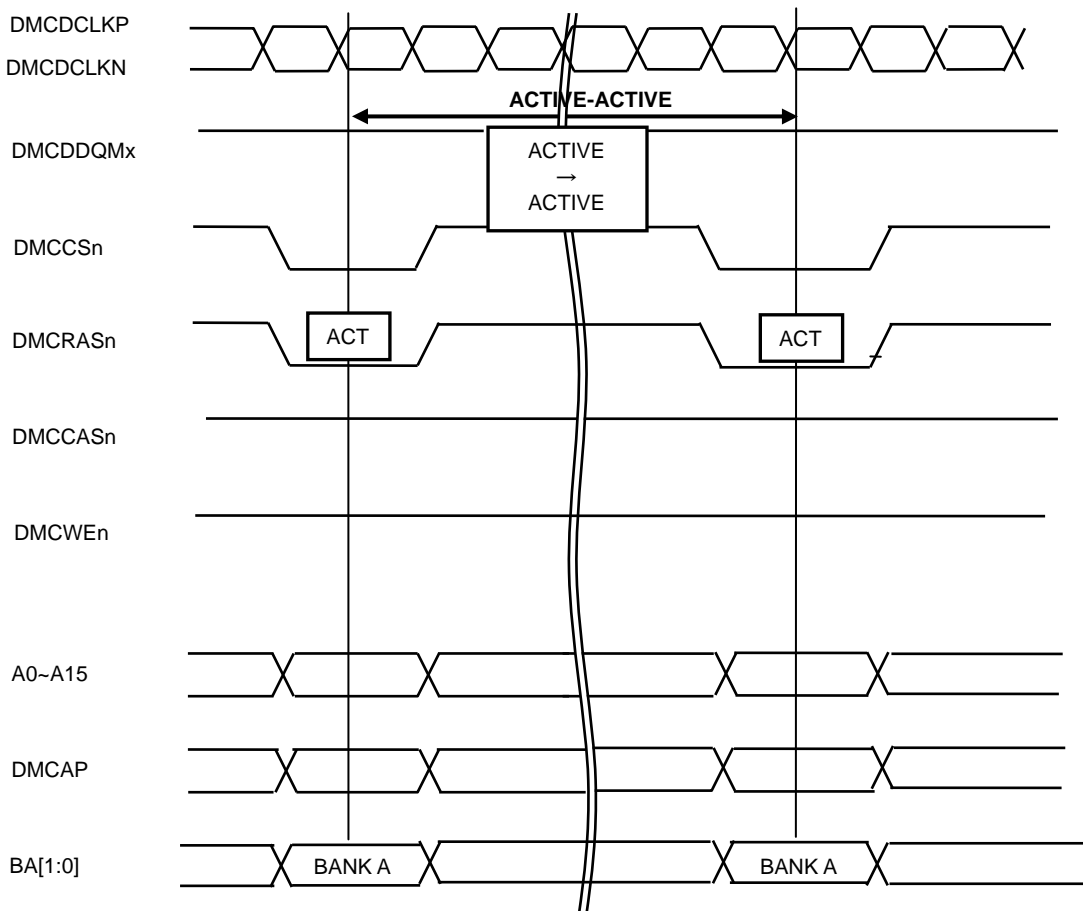 DMCDCLKP
DMCDCLKN
ACTIVE-ACTIVE
DMCDDQMx
ACTIVE
→
ACTIVE
DMCCSn
DMCRASn
ACT
ACT
DMCCASn
DMCWEn
A0~A15
DMCAP
BA[1:0]
BANK A
BANK A